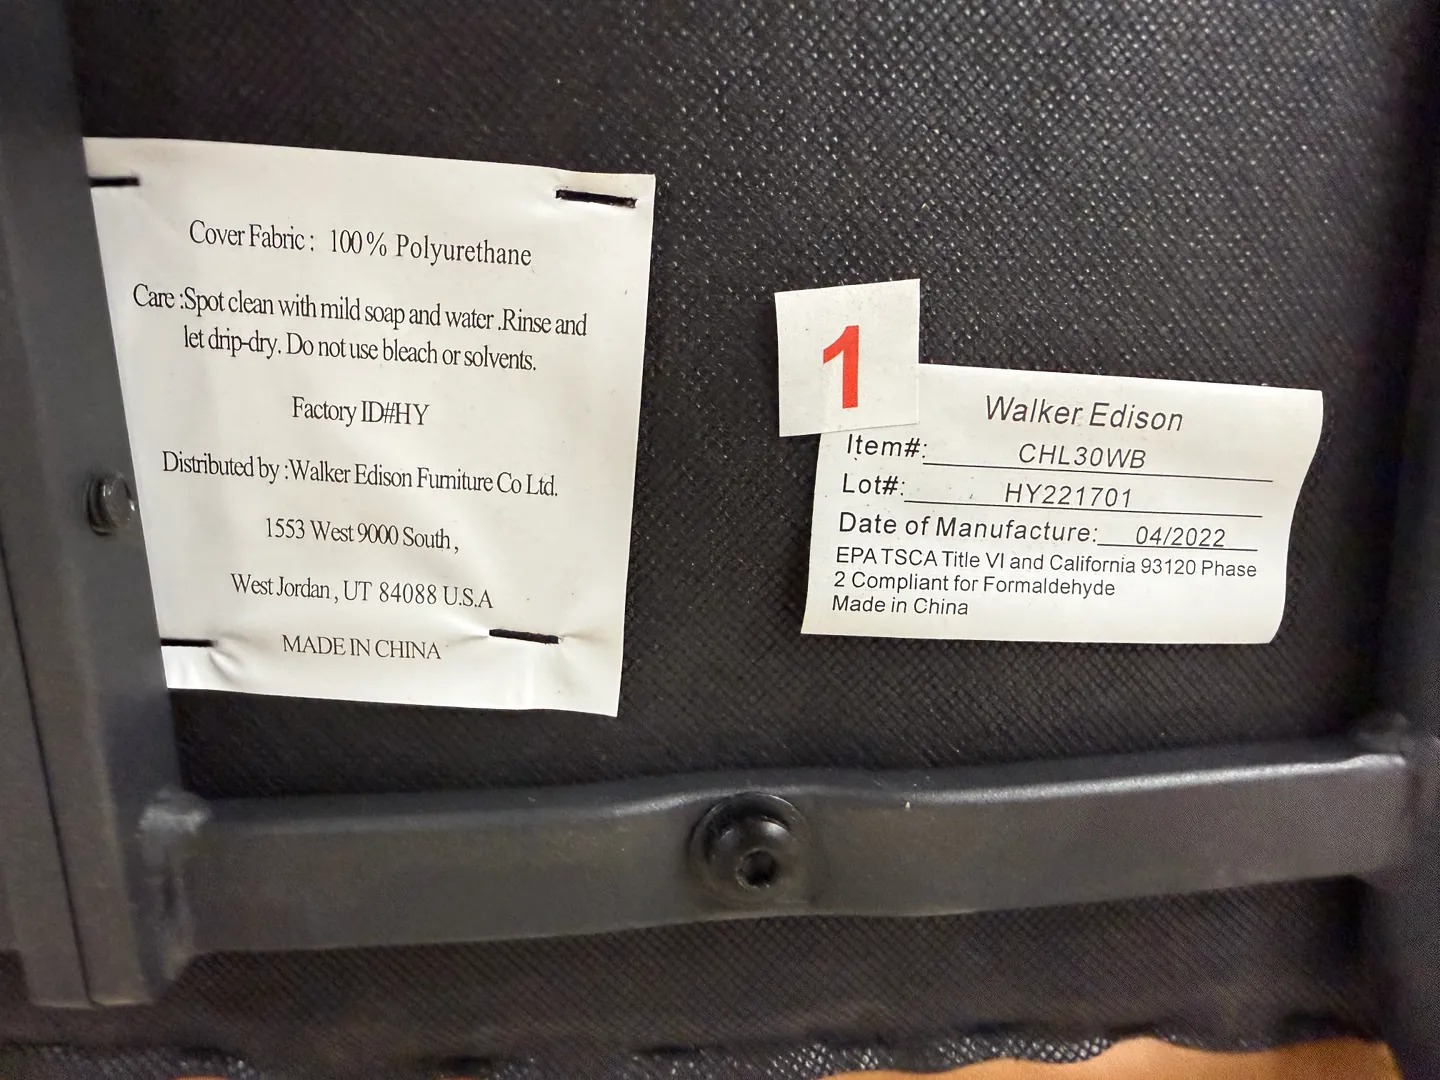 Cover Fabric : 100% Polyurethane
Care :Spot clean with mild soap and water .Rinse and
let drip-dry. Do not use bleach or solvents.
Factory ID#HY
Distributed by :Walker Edison Furniture Co Ltd.
1553 West 9000 South ,
West Jordan , UT 84088 U.S.A
MADE IN CHINA
1
Walker Edison
Item#: CHL30WB
Lot#: HY221701
Date of Manufacture: 04/2022
EPA TSCA Title VI and California 93120 Phase
2 Compliant for Formaldehyde
Made in China